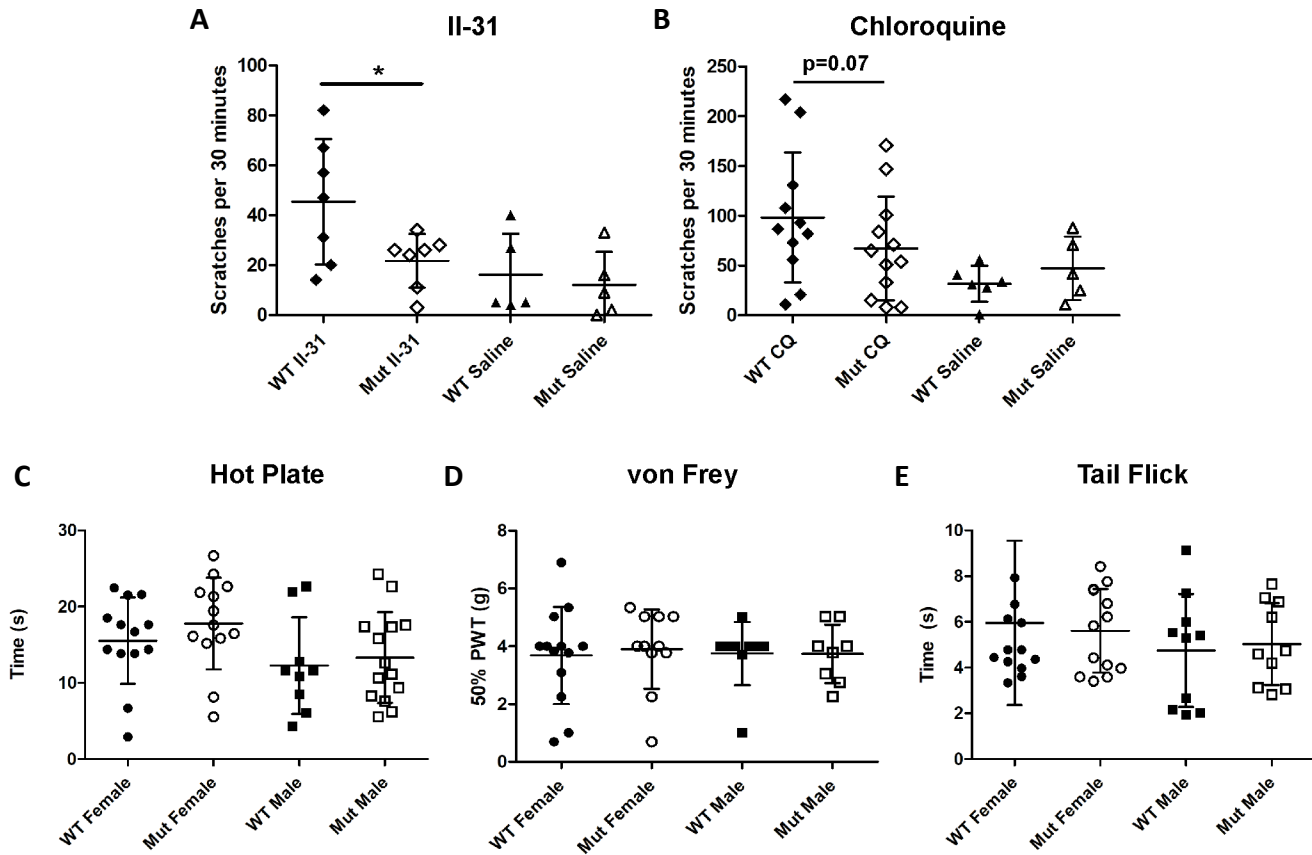 A
Il-31
Scratches per 30 minutes
100
80
60
40
20
0
*
WT Il-31
Mut Il-31
WT Saline
Mut Saline
B
Chloroquine
Scratches per 30 minutes
250
200
150
100
50
0
p=0.07
WT CQ
Mut CQ
WT Saline
Mut Saline
C
Hot Plate
Time (s)
30
20
10
0
WT Female
Mut Female
WT Male
Mut Male
D
von Frey
50% PWT (g)
8
6
4
2
0
WT Female
Mut Female
WT Male
Mut Male
E
Tail Flick
Time (s)
10
8
6
4
2
0
WT Female
Mut Female
WT Male
Mut Male